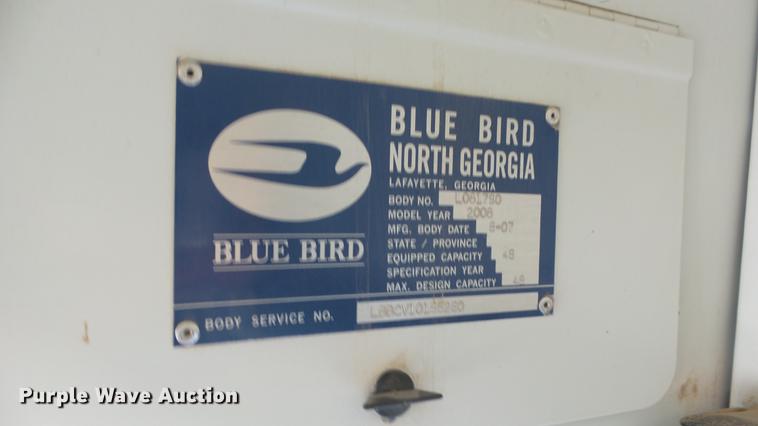 BLUE BIRD
NORTH GEORGIA
LAFAYETTE, GEORGIA
BODY NO. L061790
MODEL YEAR 2008
MFG. BODY DATE 8-07
STATE / PROVINCE
EQUIPPED CAPACITY 48
SPECIFICATION YEAR
MAX. DESIGN CAPACITY
BLUE BIRD
BODY SERVICE NO.
Purple Wave Auction